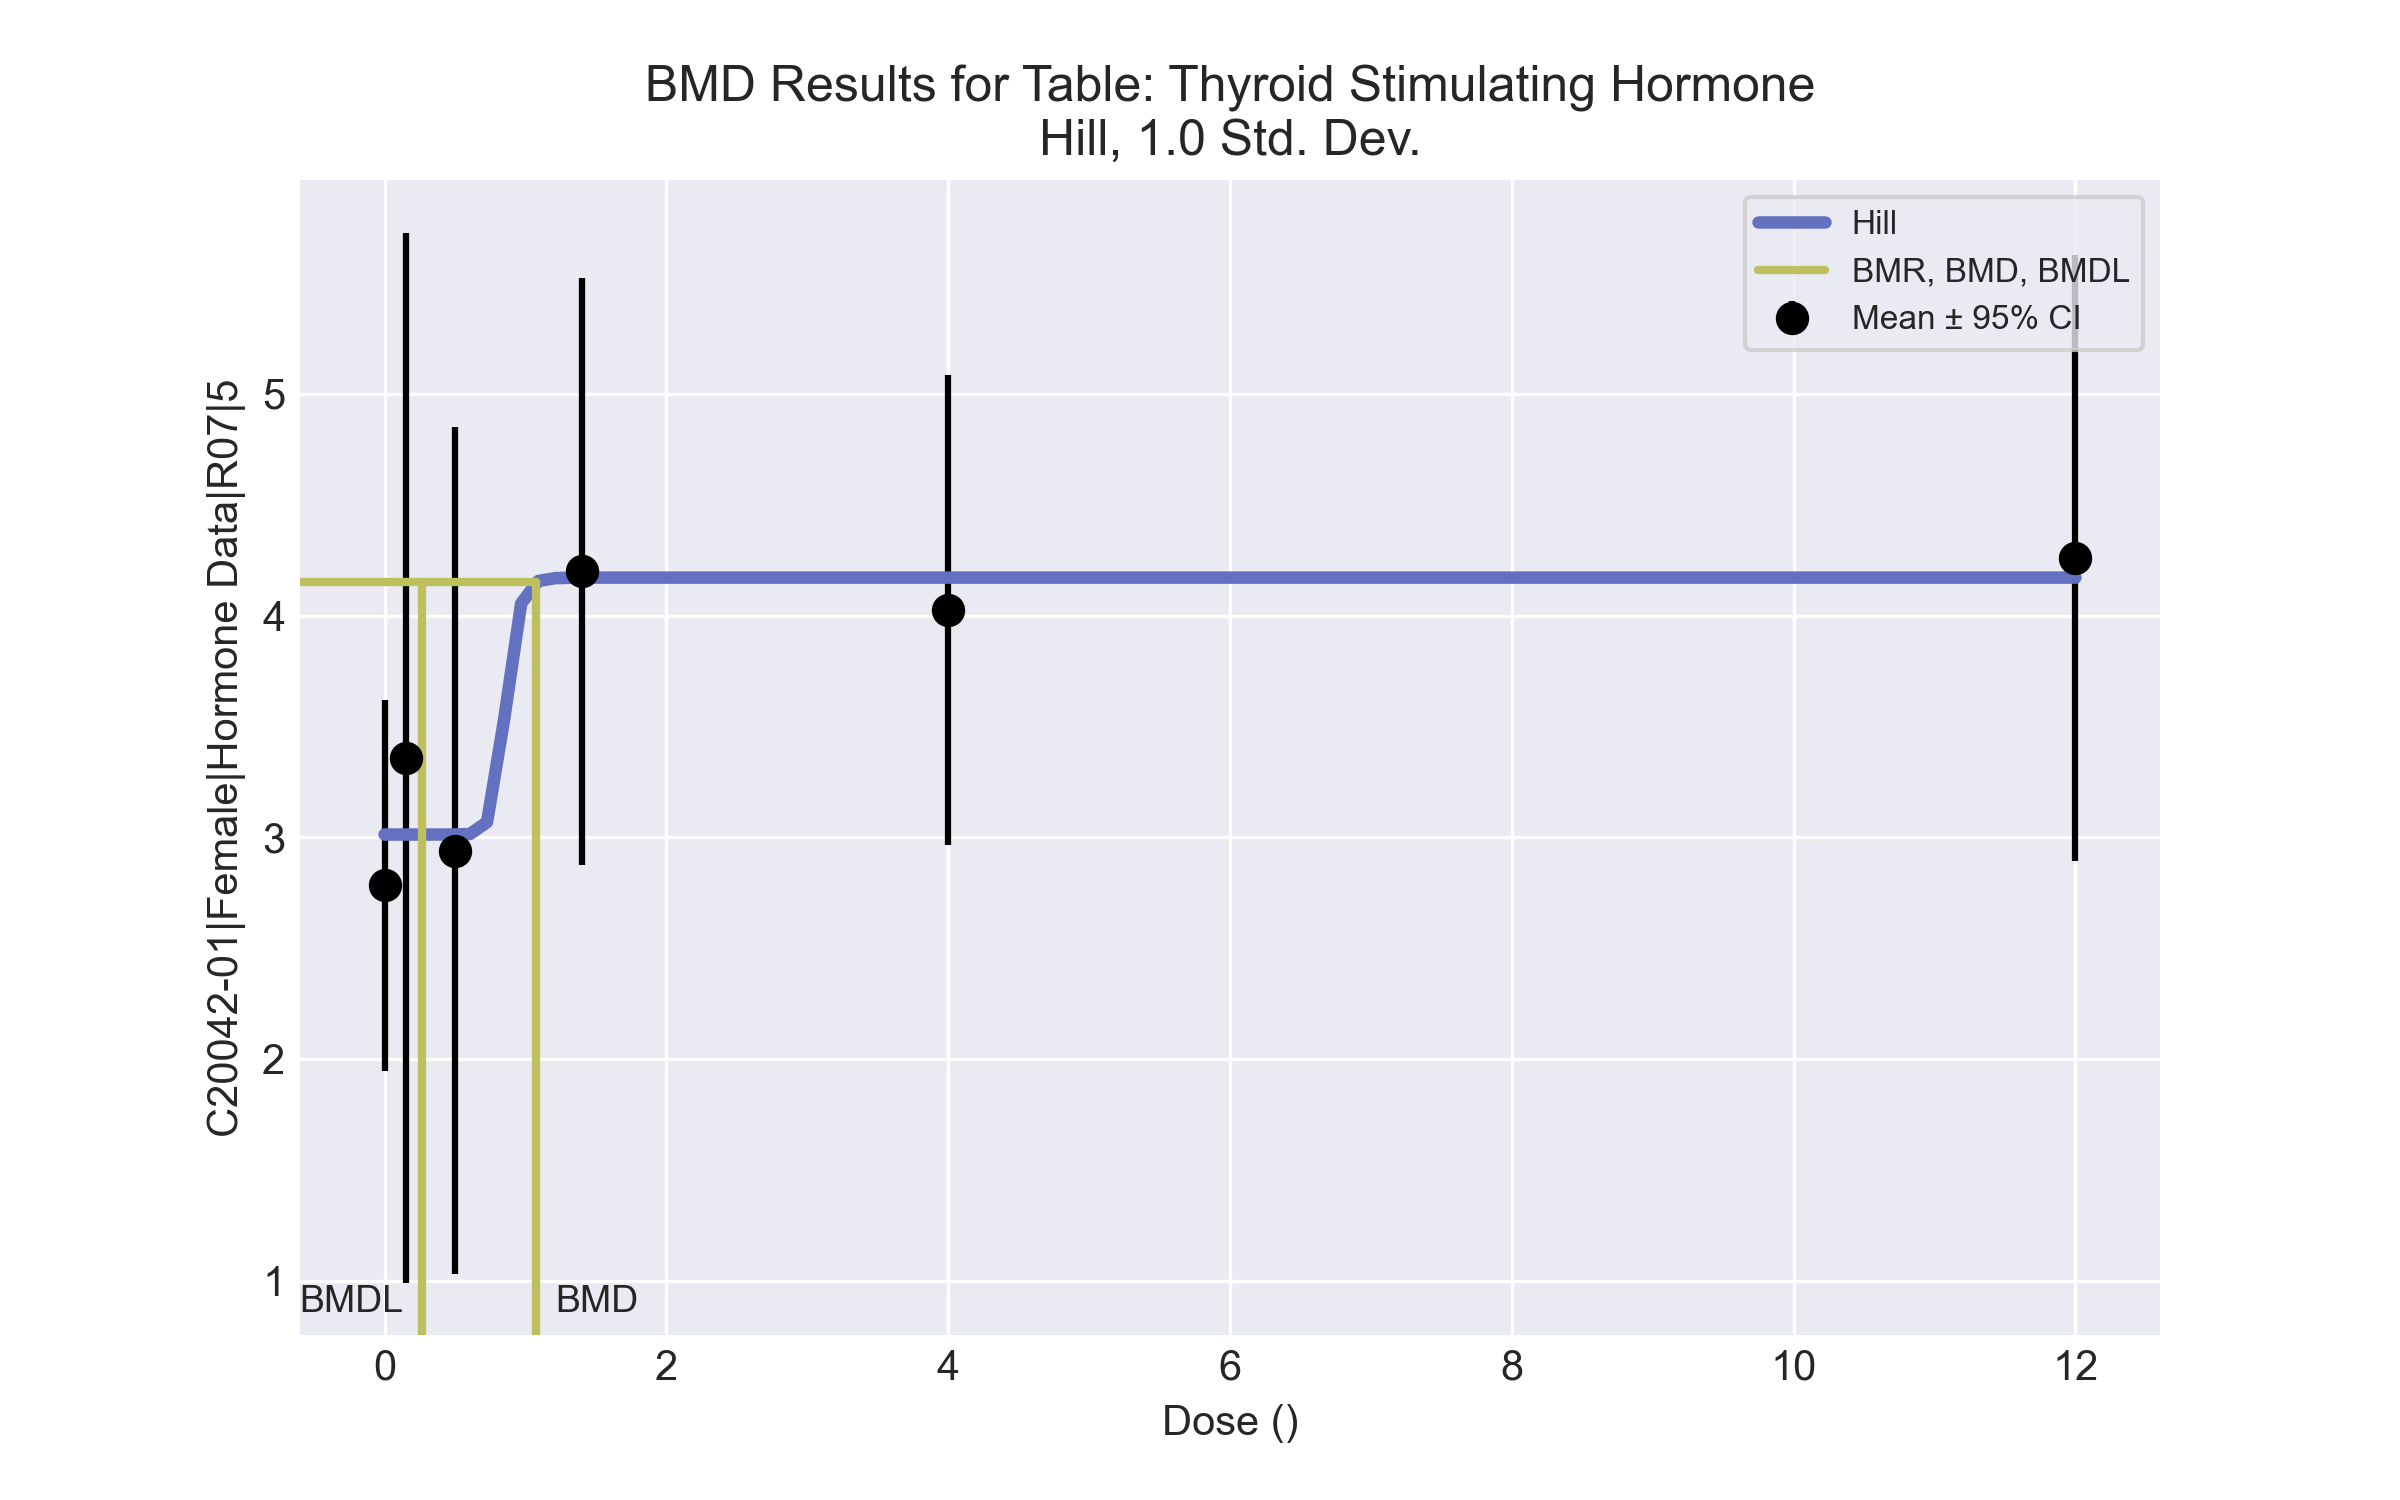 BMD Results for Table: Thyroid Stimulating Hormone
Hill, 1.0 Std. Dev.
Hill
BMR, BMD, BMDL
Mean ± 95% CI
C20042-01|Female|Hormone Data|R07|5
5
4
3
2
1
BMDL
BMD
0 2 4 6 8 10 12
Dose ()